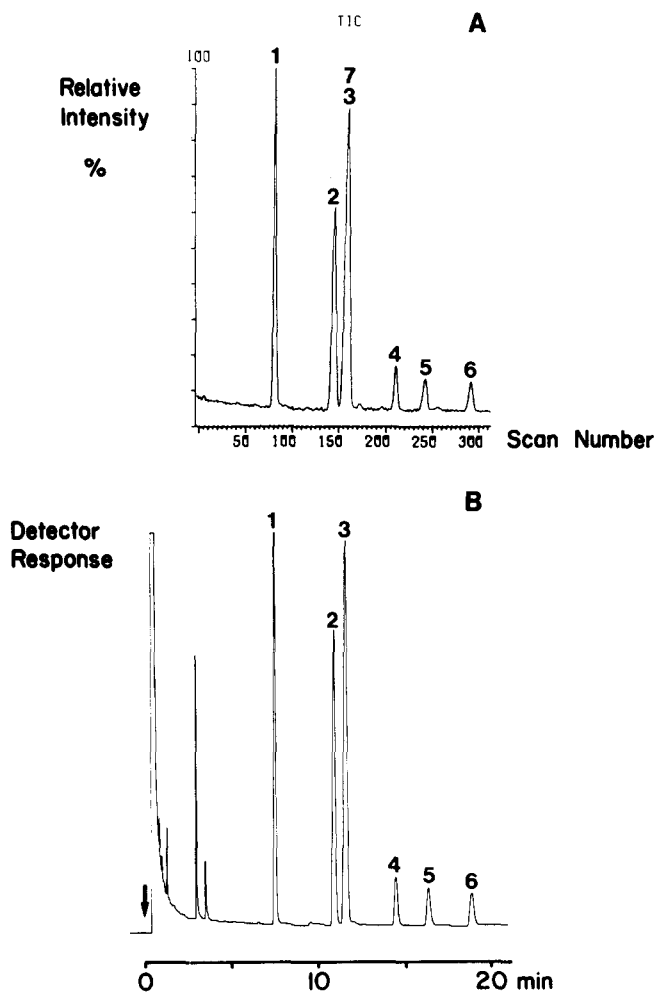 TIC
A
100
1
7
3
Relative
Intensity
%
2
4
5
6
50 100 150 200 250 300
Scan Number
B
Detector
Response
1
3
2
4
5
6
0 10 20 min